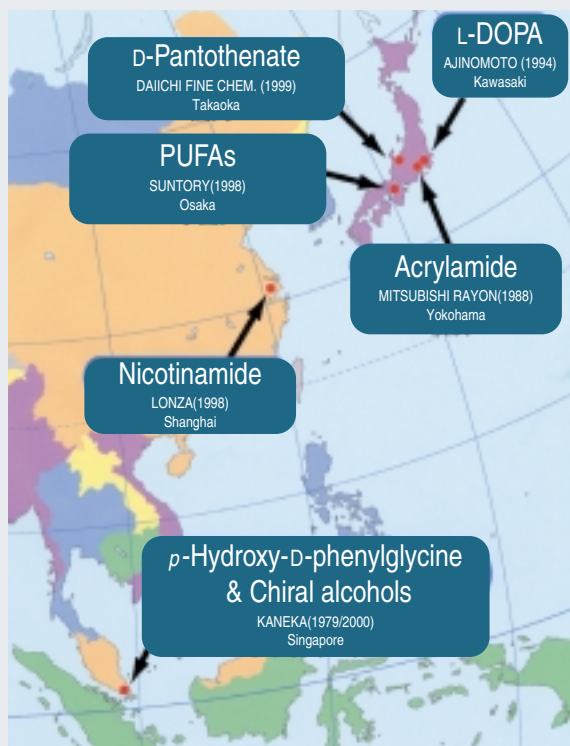 D-Pantothenate
DAIICHI FINE CHEM. (1999)
Takaoka
L-DOPA
AJINOMOTO (1994)
Kawasaki
PUFAs
SUNTORY(1998)
Osaka
Acrylamide
MITSUBISHI RAYON(1988)
Yokohama
Nicotinamide
LONZA(1998)
Shanghai
p-Hydroxy-D-phenylglycine
& Chiral alcohols
KANEKA(1979/2000)
Singapore